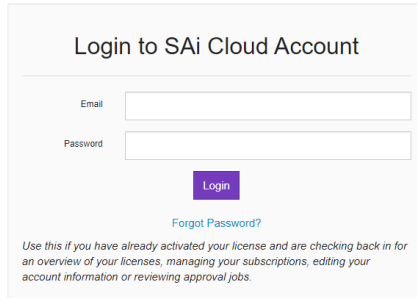 Login to SAi Cloud Account
Email
Password
Login
Forgot Password?
Use this if you have already activated your license and are checking back in for
an overview of your licenses, managing your subscriptions, editing your
account information or reviewing approval jobs.